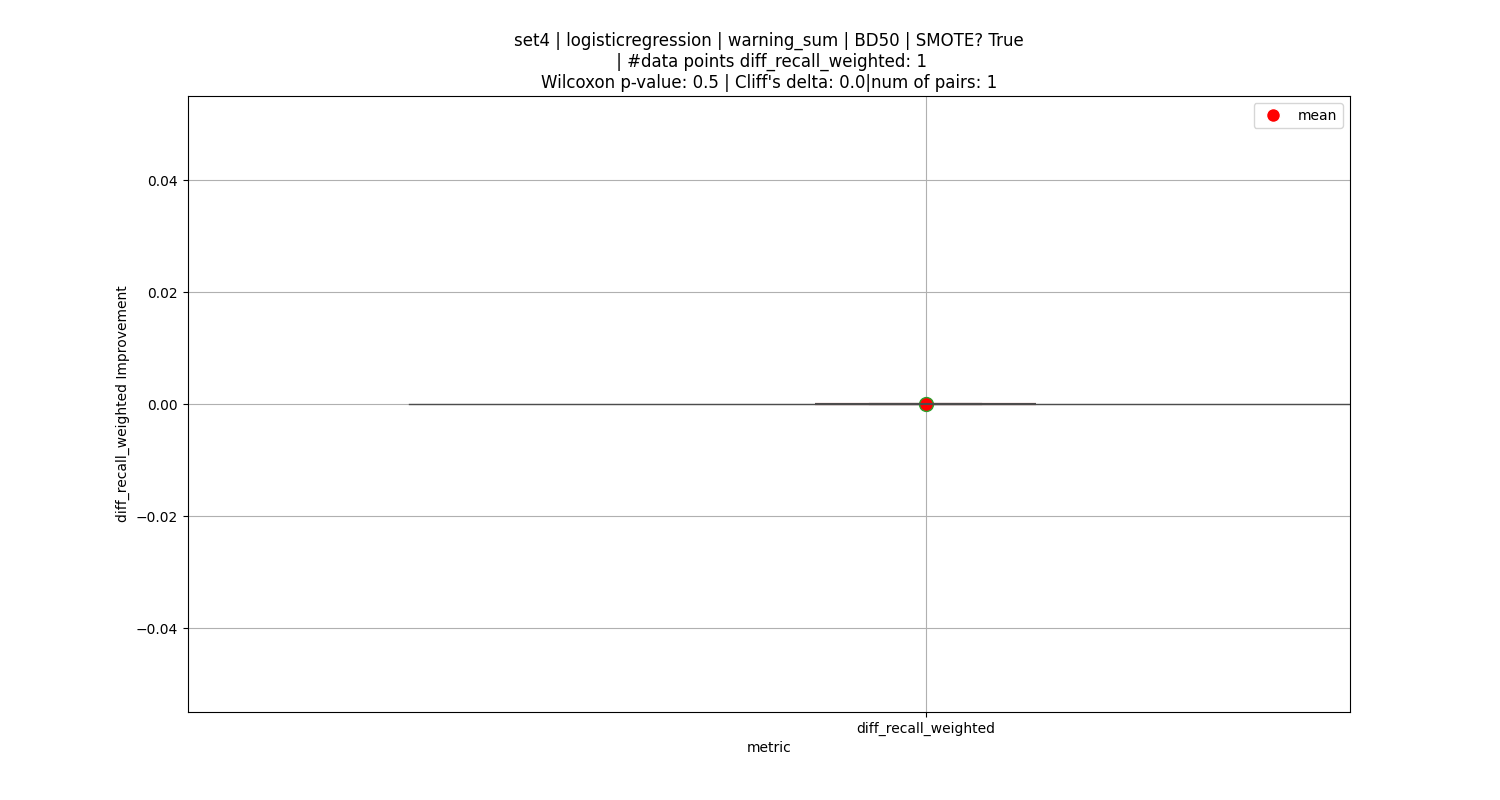 set4 | logisticregression | warning_sum | BD50 | SMOTE? True
| #data points diff_recall_weighted: 1
Wilcoxon p-value: 0.5 | Cliff's delta: 0.0|num of pairs: 1
mean
0.04
0.02
0.00
−0.02
−0.04
diff_recall_weighted Improvement
diff_recall_weighted
metric